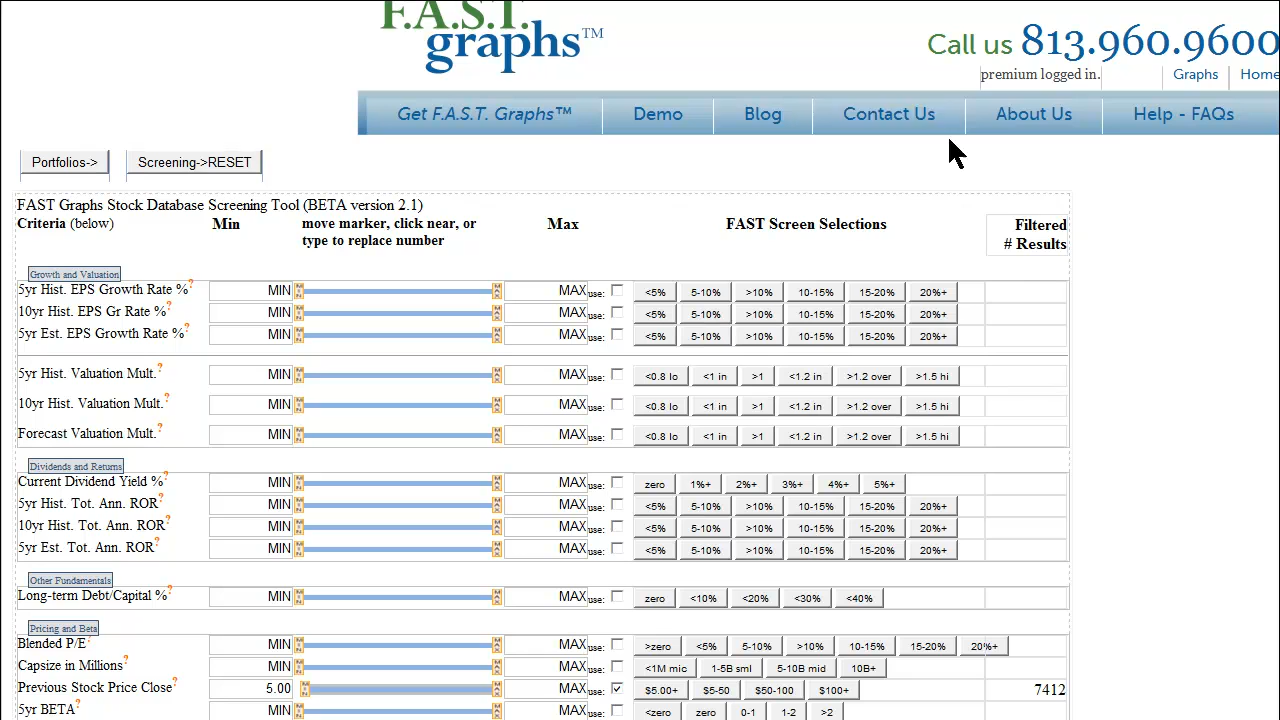 F.A.S.T.
graphs™
Call us 813.960.9600
premium logged in. Graphs Home
Get F.A.S.T. Graphs™ Demo Blog Contact Us About Us Help - FAQs
Portfolios-> Screening->RESET
FAST Graphs Stock Database Screening Tool (BETA version 2.1)
Criteria (below) Min move marker, click near, or type to replace number Max FAST Screen Selections Filtered # Results
Growth and Valuation
5yr Hist. EPS Growth Rate %? MIN MAX use: <5% 5-10% >10% 10-15% 15-20% 20%+
10yr Hist. EPS Gr Rate %? MIN MAX use: <5% 5-10% >10% 10-15% 15-20% 20%+
5yr Est. EPS Growth Rate %? MIN MAX use: <5% 5-10% >10% 10-15% 15-20% 20%+
5yr Hist. Valuation Mult.? MIN MAX use: <0.8 lo <1 in >1 <1.2 in >1.2 over >1.5 hi
10yr Hist. Valuation Mult.? MIN MAX use: <0.8 lo <1 in >1 <1.2 in >1.2 over >1.5 hi
Forecast Valuation Mult.? MIN MAX use: <0.8 lo <1 in >1 <1.2 in >1.2 over >1.5 hi
Dividends and Returns
Current Dividend Yield %? MIN MAX use: zero 1%+ 2%+ 3%+ 4%+ 5%+
5yr Hist. Tot. Ann. ROR? MIN MAX use: <5% 5-10% >10% 10-15% 15-20% 20%+
10yr Hist. Tot. Ann. ROR? MIN MAX use: <5% 5-10% >10% 10-15% 15-20% 20%+
5yr Est. Tot. Ann. ROR? MIN MAX use: <5% 5-10% >10% 10-15% 15-20% 20%+
Other Fundamentals
Long-term Debt/Capital %? MIN MAX use: zero <10% <20% <30% <40%
Pricing and Beta
Blended P/E? MIN MAX use: >zero <5% 5-10% >10% 10-15% 15-20% 20%+
Capsize in Millions? MIN MAX use: <1M mic 1-5B sml 5-10B mid 10B+
Previous Stock Price Close? 5.00 MAX use: $5.00+ $5-50 $50-100 $100+ 7412
5yr BETA? MIN MAX use: <zero zero 0-1 1-2 >2